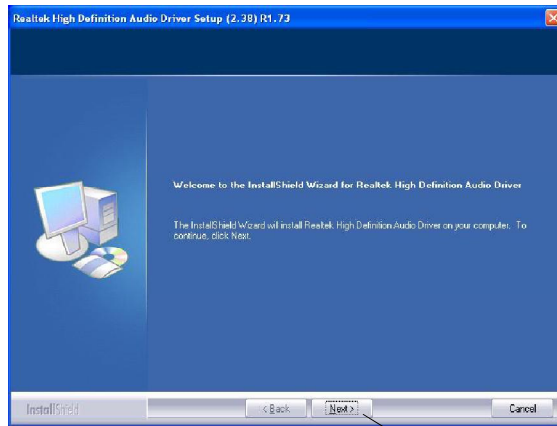 Realtek High Definition Audio Driver Setup (2.38) R1.73
Welcome to the InstallShield Wizard for Realtek High Definition Audio Driver
The InstallShield Wizard will install Realtek High Definition Audio Driver on your computer. To
continue, click Next.
InstallShield
< Back
Next >
Cancel